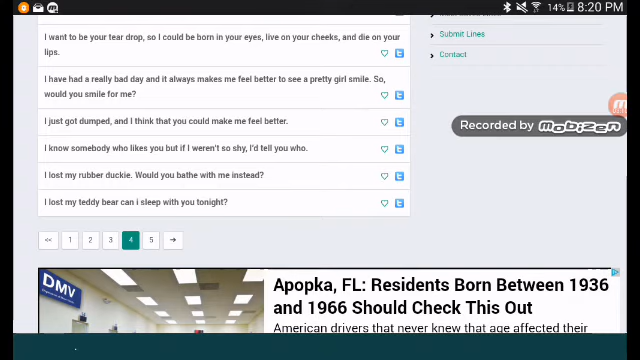 14% 8:20 PM
I want to be your tear drop, so I could be born in your eyes, live on your cheeks, and die on your
lips.
I have had a really bad day and it always makes me feel better to see a pretty girl smile. So,
would you smile for me?
I just got dumped, and I think that you could make me feel better.
I know somebody who likes you but if I weren't so shy, I'd tell you who.
I lost my rubber duckie. Would you bathe with me instead?
I lost my teddy bear can i sleep with you tonight?
<< 1 2 3 4 5
Submit Lines
Contact
Recorded by mobizen
DMV
Apopka, FL: Residents Born Between 1936
and 1966 Should Check This Out
American drivers that never knew that age affected their